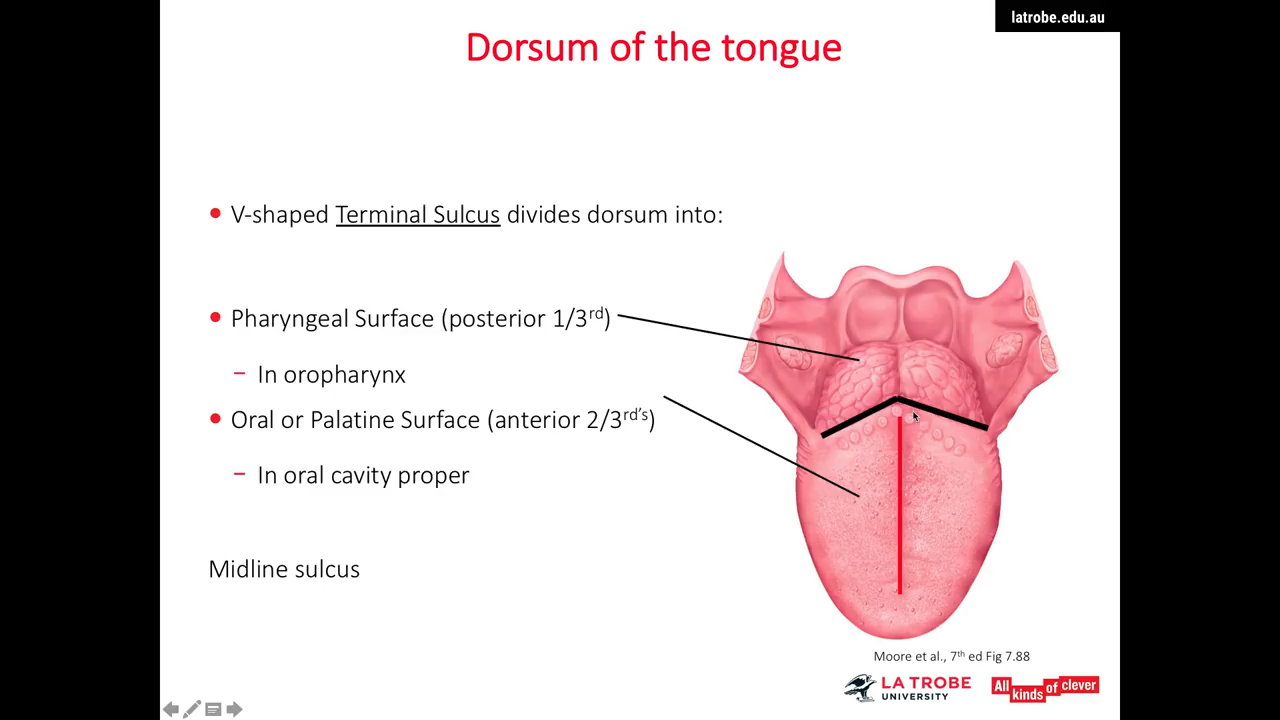 latrobe.edu.au
Dorsum of the tongue
V-shaped Terminal Sulcus divides dorsum into:
Pharyngeal Surface (posterior 1/3rd)
In oropharynx
Oral or Palatine Surface (anterior 2/3rd's)
In oral cavity proper
Midline sulcus
Moore et al., 7th ed Fig 7.88
LA TROBE
UNIVERSITY
All
kinds of clever